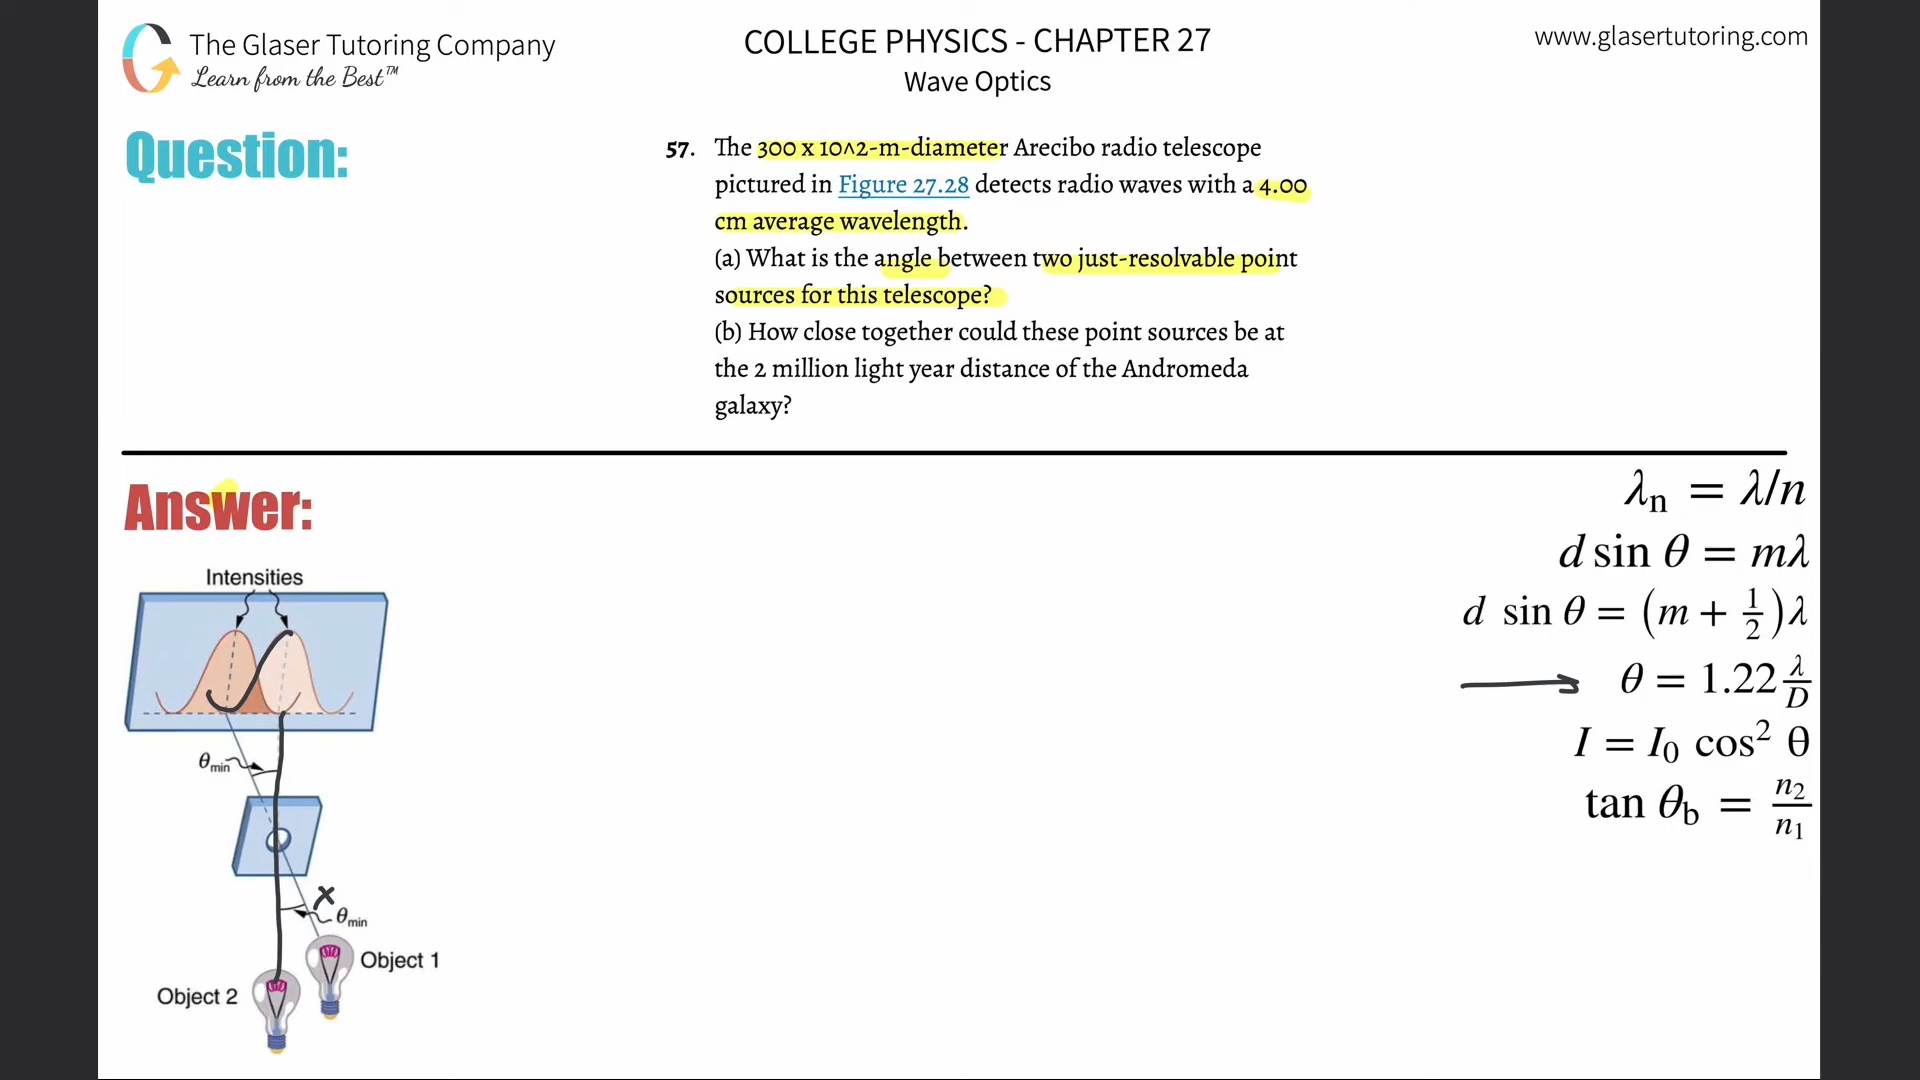 The Glaser Tutoring Company
Learn from the Best™
COLLEGE PHYSICS - CHAPTER 27
Wave Optics
www.glasertutoring.com
Question:
57. The 300 x 10^2-m-diameter Arecibo radio telescope
pictured in Figure 27.28 detects radio waves with a 4.00
cm average wavelength.
(a) What is the angle between two just-resolvable point
sources for this telescope?
(b) How close together could these point sources be at
the 2 million light year distance of the Andromeda
galaxy?
Answer:
λn = λ/n
d sin θ = mλ
d sin θ = (m + 1/2)λ
θ = 1.22 λ/D
I = I0 cos² θ
tan θb = n2/n1
Intensities
θmin
x
θmin
Object 1
Object 2